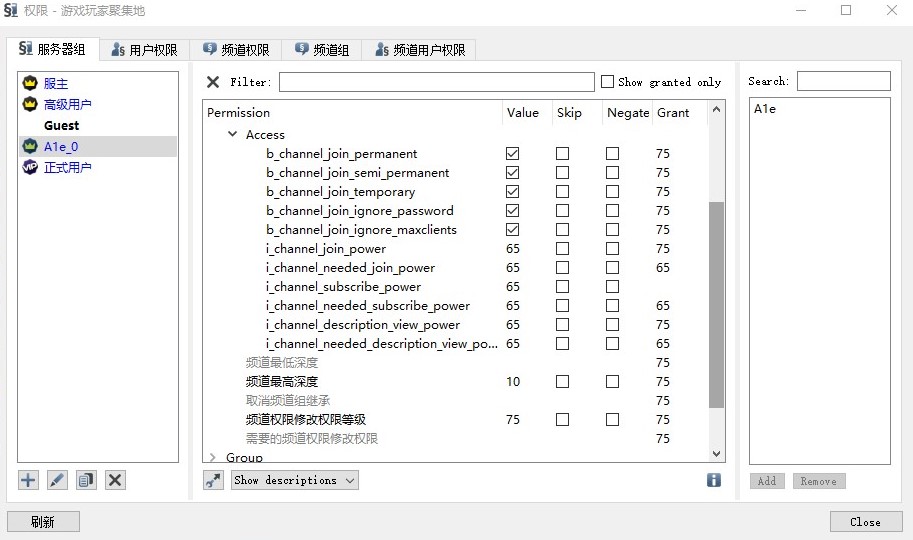 权限 - 游戏玩家聚集地
服务器组 用户权限 频道权限 频道组 频道用户权限
服主
高级用户
Guest
A1e_0
正式用户
Filter: Show granted only
Permission Value Skip Negate Grant
Access
b_channel_join_permanent 75
b_channel_join_semi_permanent 75
b_channel_join_temporary 75
b_channel_join_ignore_password 75
b_channel_join_ignore_maxclients 75
i_channel_join_power 65 75
i_channel_needed_join_power 65 65
i_channel_subscribe_power 65
i_channel_needed_subscribe_power 65 65
i_channel_description_view_power 65 75
i_channel_needed_description_view_po... 65 65
频道最低深度 75
频道最高深度 10 75
取消频道组继承 75
频道权限修改权限等级 75 75
需要的频道权限修改权限 75
Group
Show descriptions
Search:
A1e
Add Remove
刷新 Close